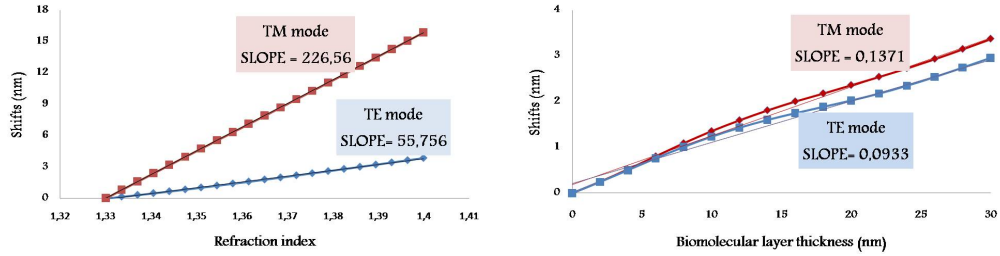 18
15
12
9
6
3
0
Shifts (nm)
TM mode
SLOPE = 226,56
TE mode
SLOPE= 55,756
1,32 1,33 1,34 1,35 1,36 1,37 1,38 1,39 1,4 1,41
Refraction index
4
3
2
1
0
Shifts (nm)
TM mode
SLOPE = 0,1371
TE mode
SLOPE= 0,0933
0 5 10 15 20 25 30
Biomolecular layer thickness (nm)